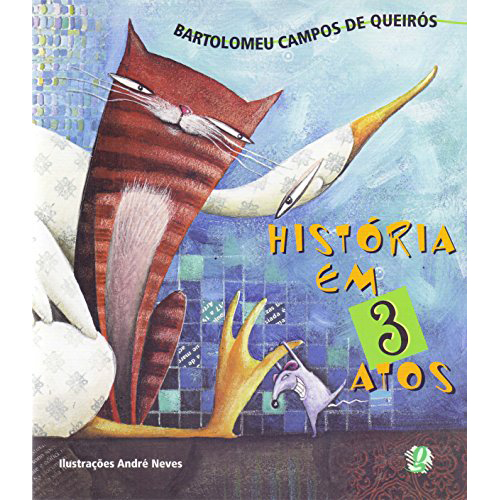 BARTOLOMEU CAMPOS DE QUEIRÓS
HISTÓRIA
EM
3
ATOS
Ilustrações André Neves